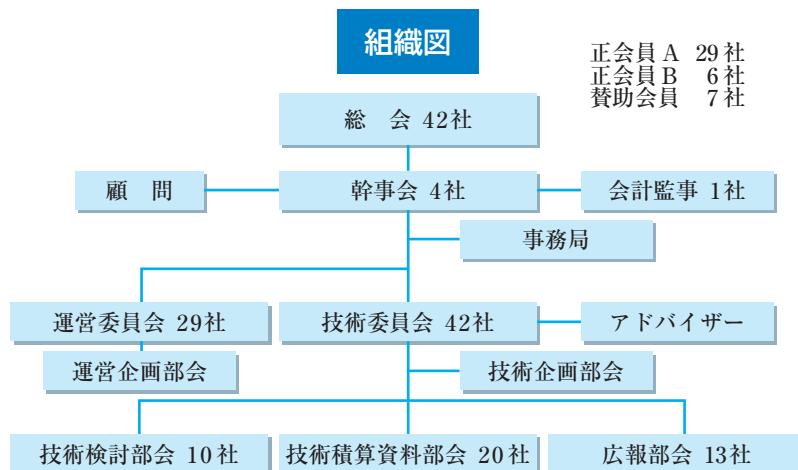 組織図
正会員 A 29社
正会員 B 6社
賛助会員 7社
総 会 42社
顧 問
幹事会 4社
会計監事 1社
事務局
運営委員会 29社
技術委員会 42社
アドバイザー
運営企画部会
技術企画部会
技術検討部会 10社
技術積算資料部会 20社
広報部会 13社